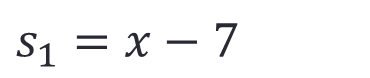 s₁ = x − 7